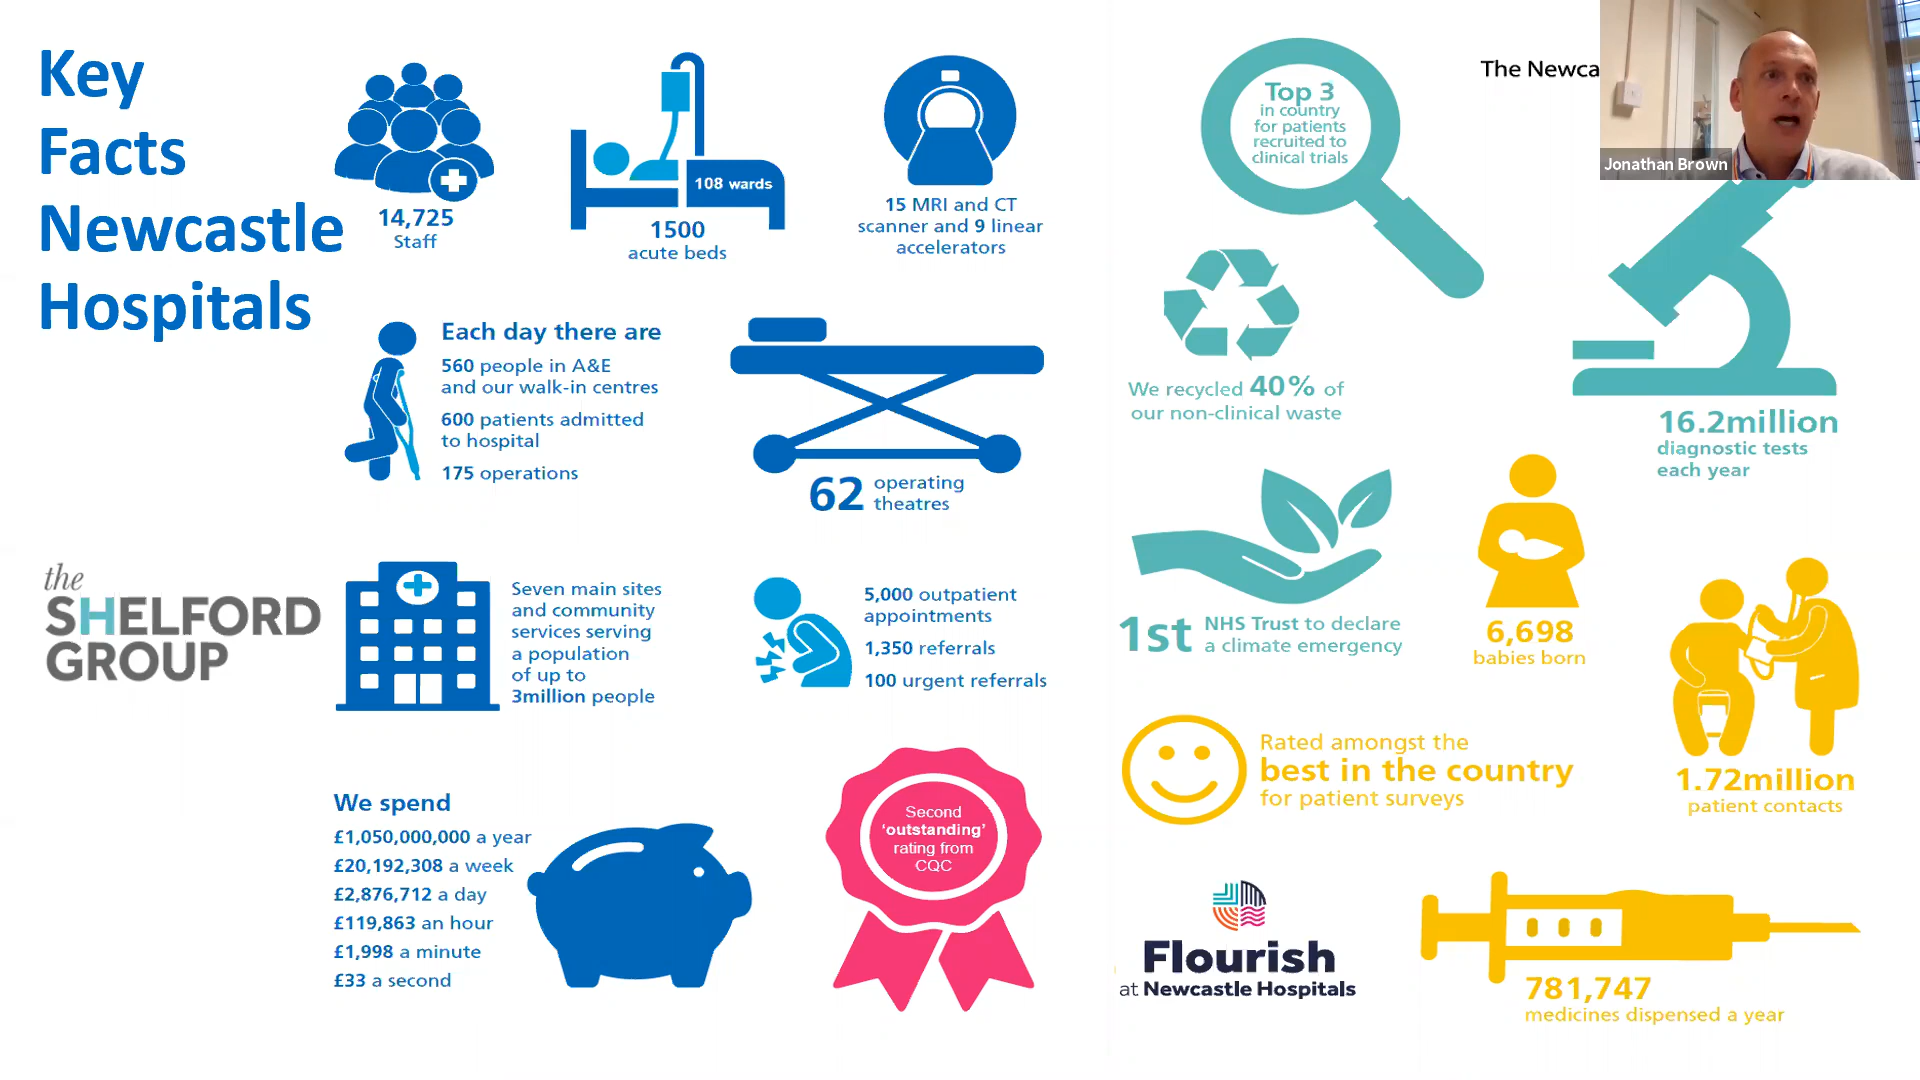 Key
Facts
Newcastle
Hospitals
14,725
Staff
108 wards
1500
acute beds
15 MRI and CT
scanner and 9 linear
accelerators
Top 3
in country
for patients
recruited to
clinical trials
The Newca
Jonathan Brown
Each day there are
560 people in A&E
and our walk-in centres
600 patients admitted
to hospital
175 operations
62 operating
theatres
We recycled 40% of
our non-clinical waste
16.2million
diagnostic tests
each year
the
SHELFORD
GROUP
Seven main sites
and community
services serving
a population
of up to
3million people
5,000 outpatient
appointments
1,350 referrals
100 urgent referrals
1st NHS Trust to declare
a climate emergency
6,698
babies born
Rated amongst the
best in the country
for patient surveys
1.72million
patient contacts
We spend
£1,050,000,000 a year
£20,192,308 a week
£2,876,712 a day
£119,863 an hour
£1,998 a minute
£33 a second
Second
‘outstanding’
rating from
CQC
Flourish
at Newcastle Hospitals
781,747
medicines dispensed a year